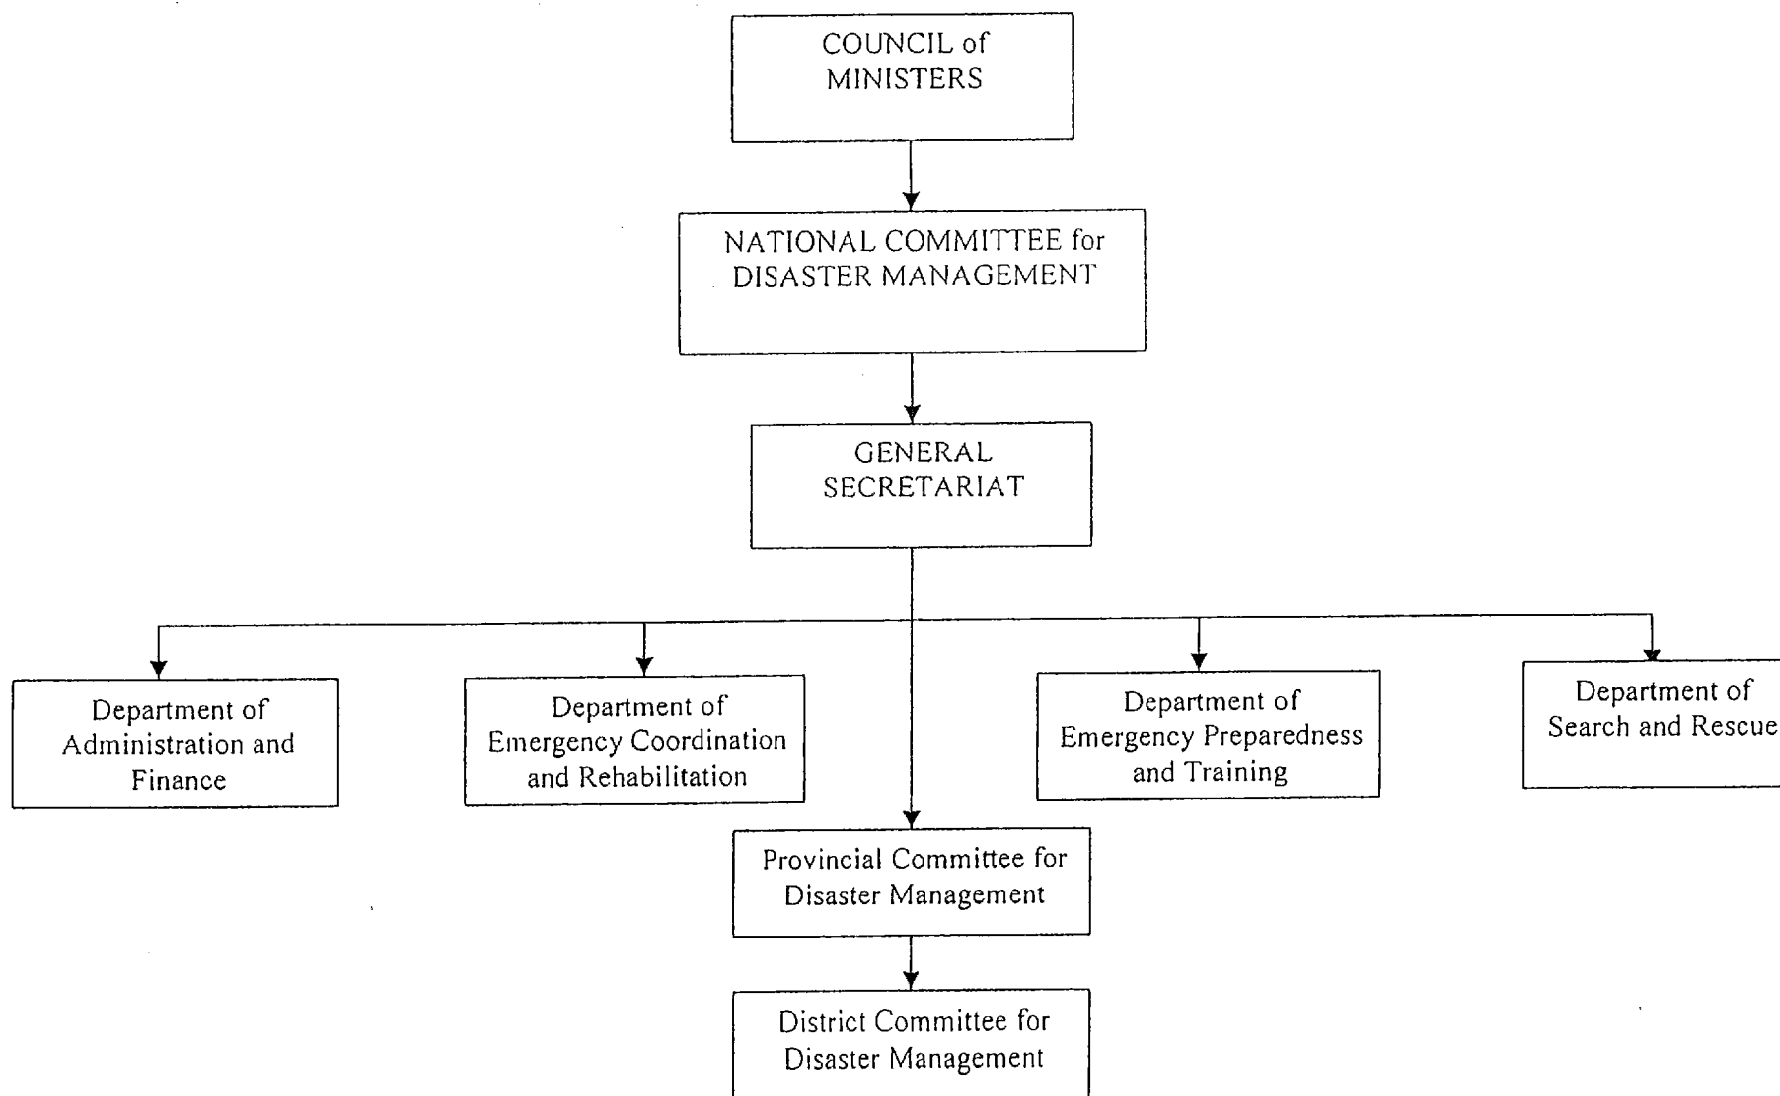 COUNCIL of
MINISTERS
NATIONAL COMMITTEE for
DISASTER MANAGEMENT
GENERAL
SECRETARIAT
Department of
Administration and
Finance
Department of
Emergency Coordination
and Rehabilitation
Department of
Emergency Preparedness
and Training
Department of
Search and Rescue
Provincial Committee for
Disaster Management
District Committee for
Disaster Management